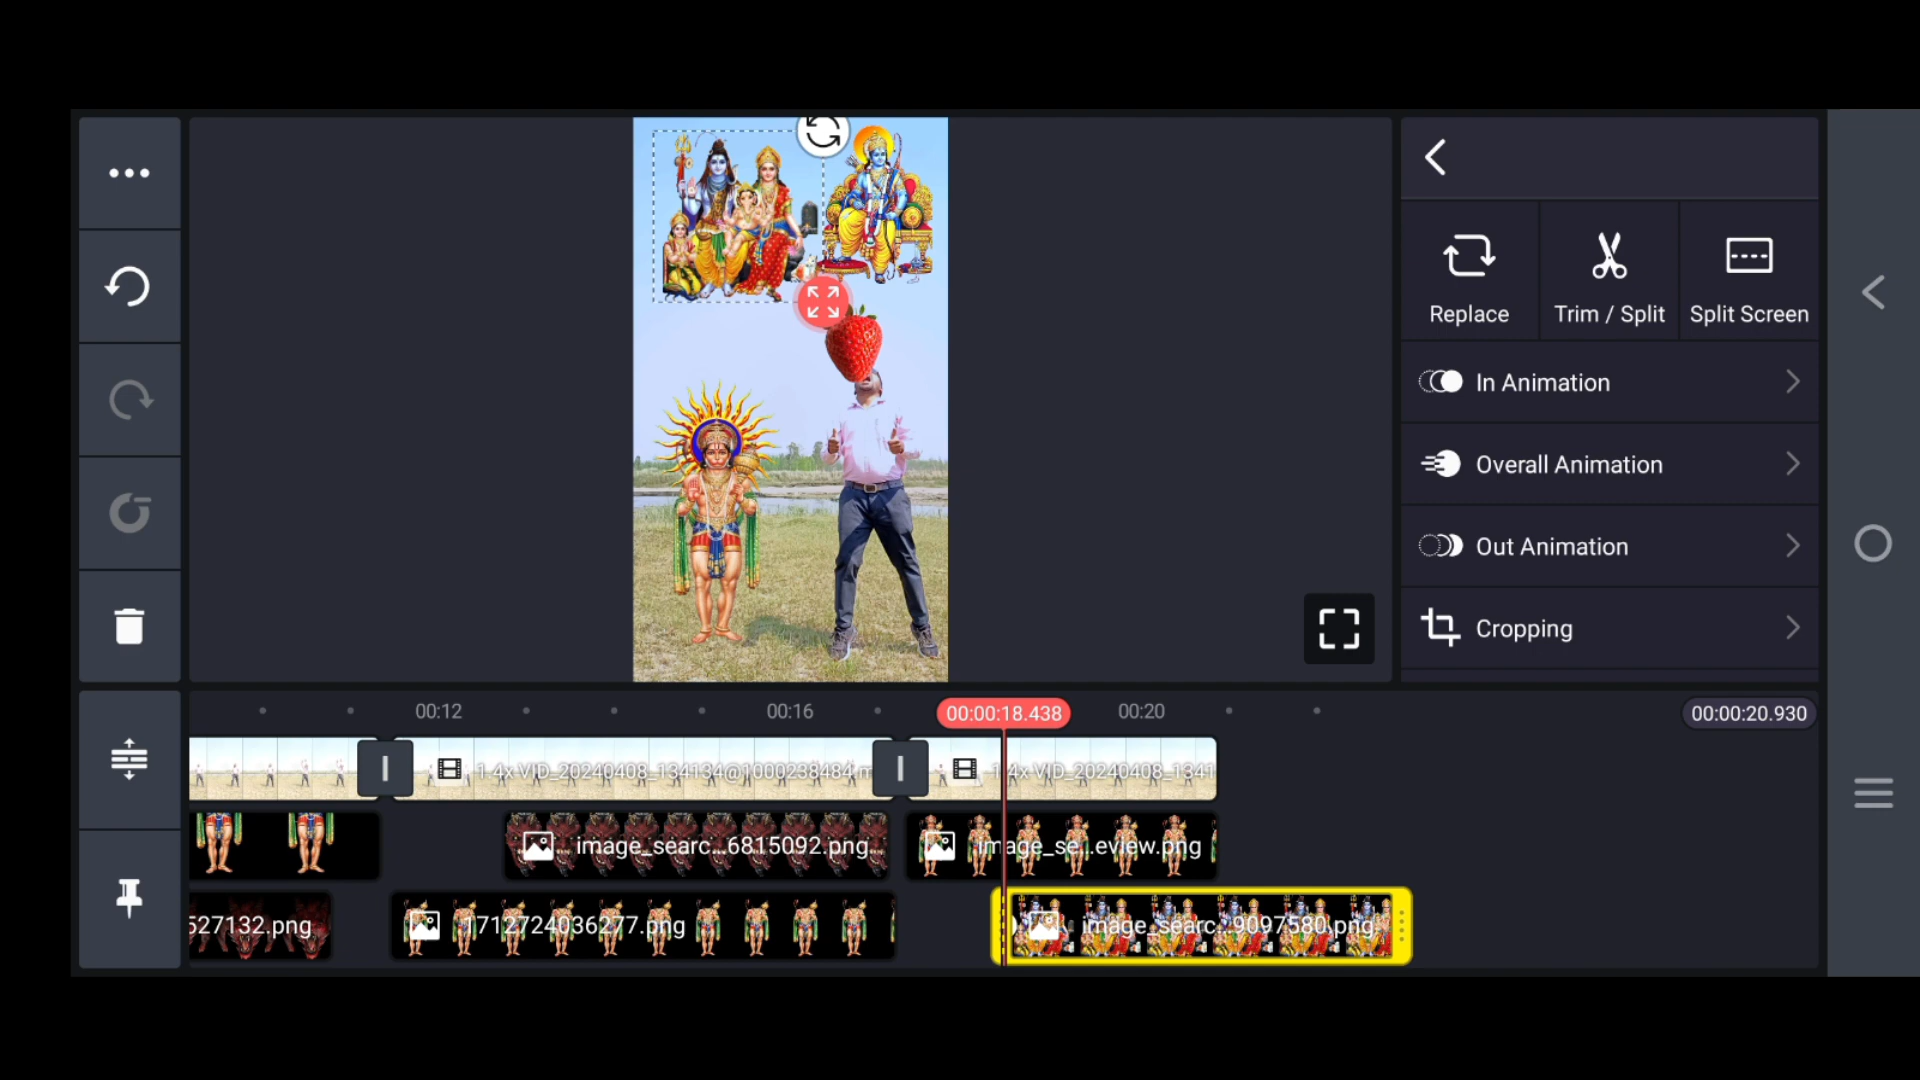 Replace
Trim / Split
Split Screen
In Animation
Overall Animation
Out Animation
Cropping
00:12
00:16
00:00:18.438
00:20
00:00:20.930
1.4x VID_20240408_134134@1000238484.m
1.4x VID_20240408_1341
image_searc...6815092.png
image_se...eview.png
527132.png
1712724036277.png
image_searc...9097580.png